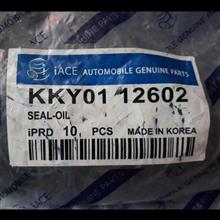 iACE AUTOMOBILE GENUINE PARTS
KKY01 12602
SEAL-OIL
iPRD 10 PCS MADE IN KOREA